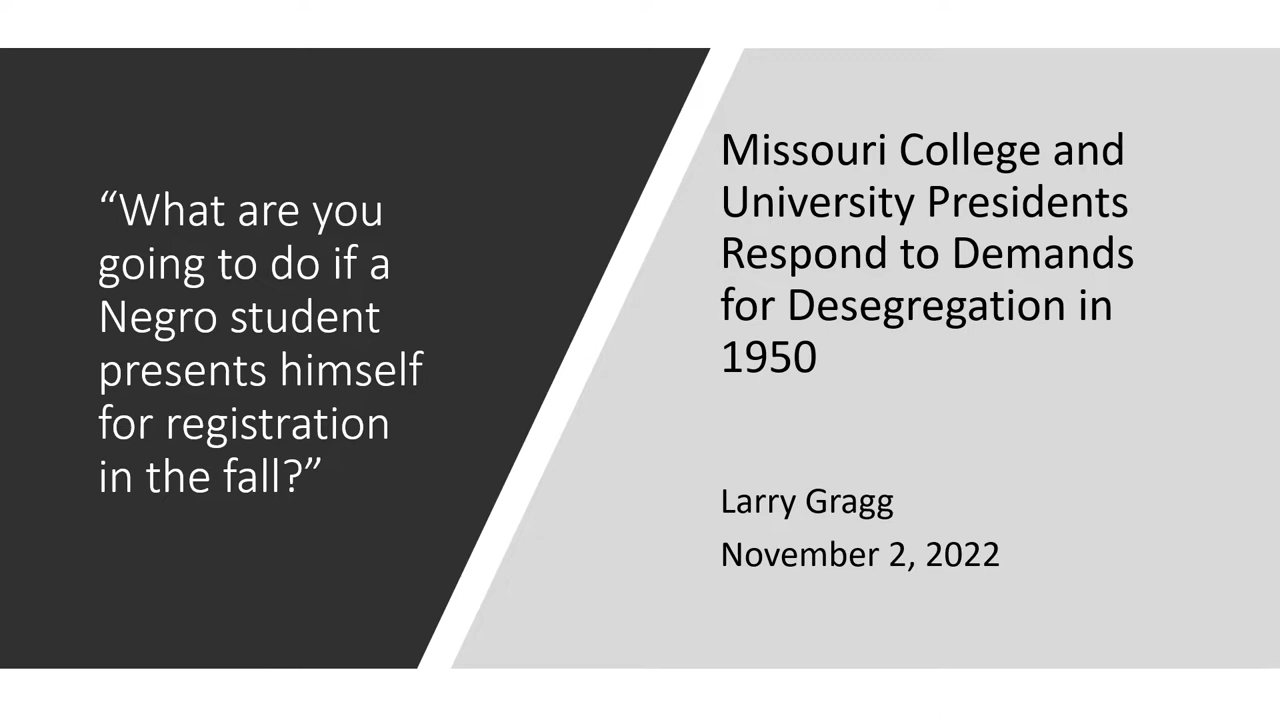 “What are you
going to do if a
Negro student
presents himself
for registration
in the fall?”
Missouri College and
University Presidents
Respond to Demands
for Desegregation in
1950
Larry Gragg
November 2, 2022